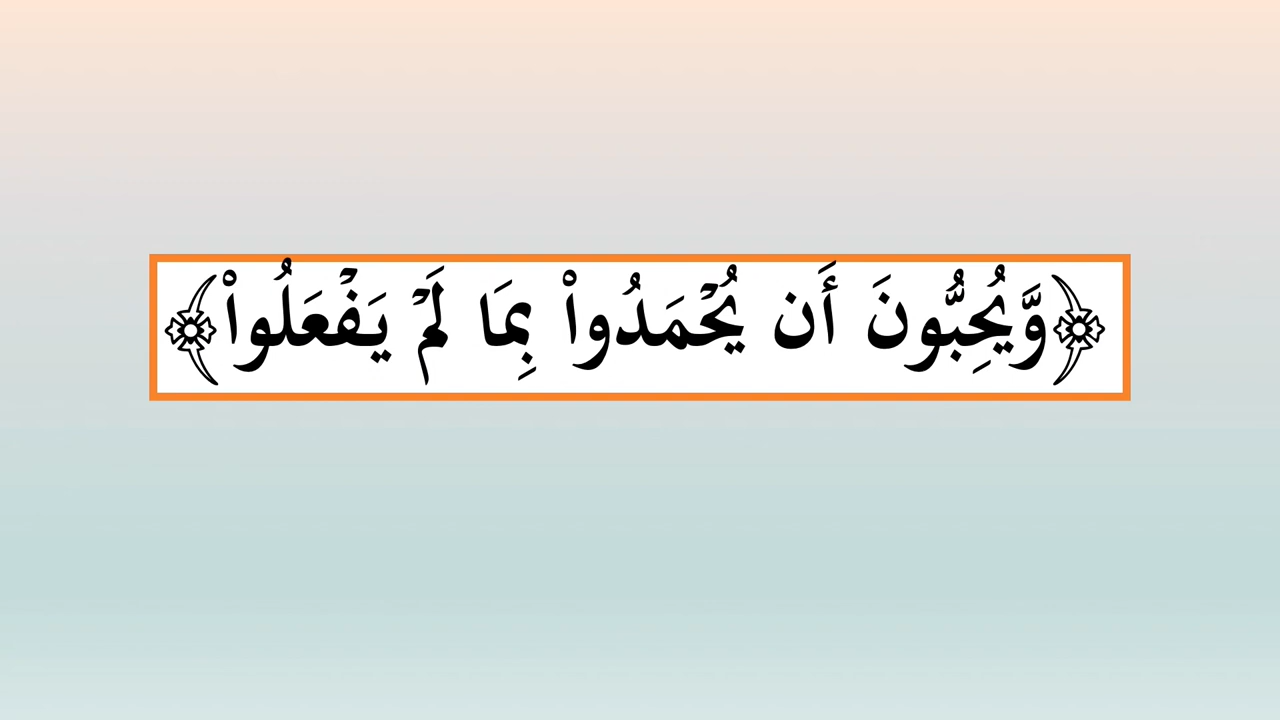 ﴿وَّيُحِبُّونَ أَن يُحْمَدُواْ بِمَا لَمْ يَفْعَلُواْ﴾